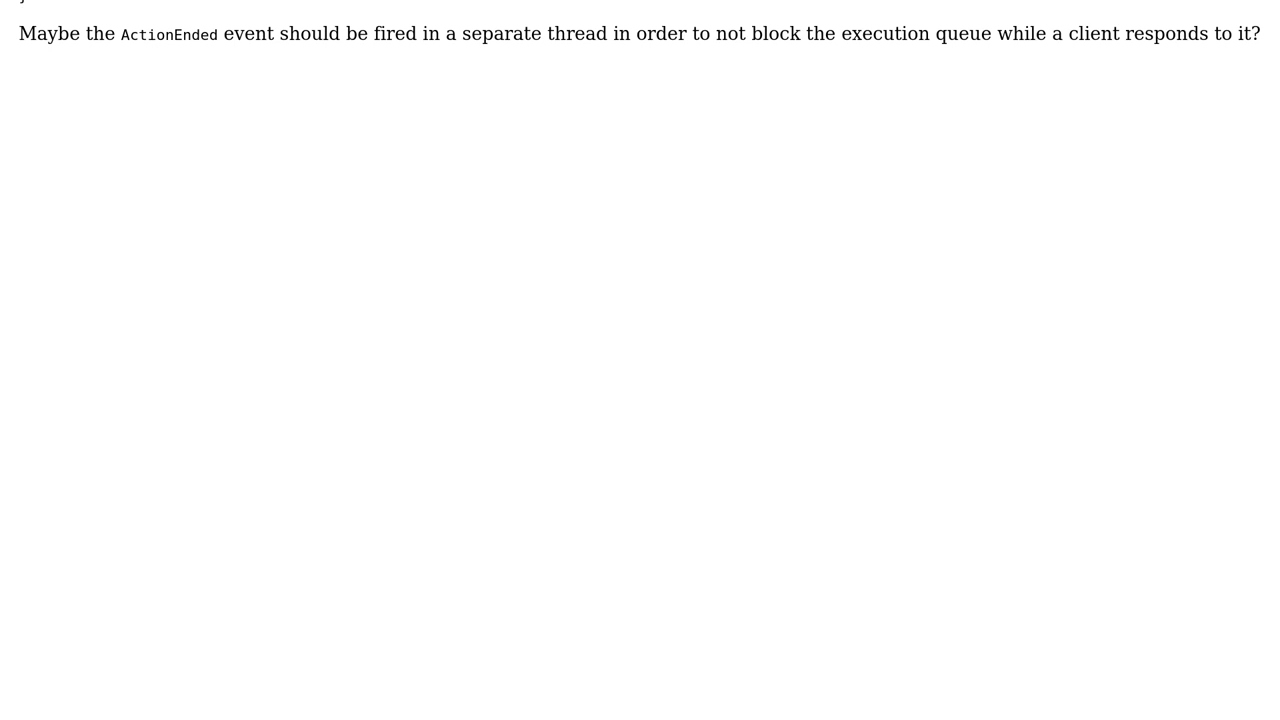 }
Maybe the ActionEnded event should be fired in a separate thread in order to not block the execution queue while a client responds to it?